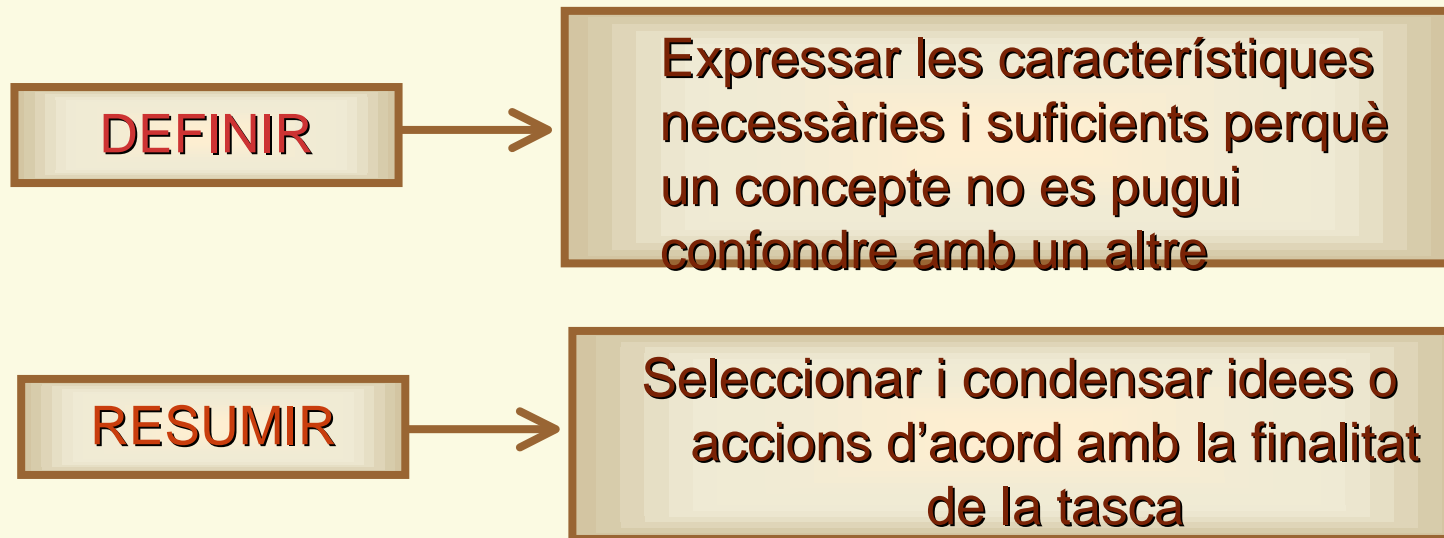 DEFINIR
Expressar les característiques
necessàries i suficients perquè
un concepte no es pugui
confondre amb un altre
RESUMIR
Seleccionar i condensar idees o
accions d’acord amb la finalitat
de la tasca